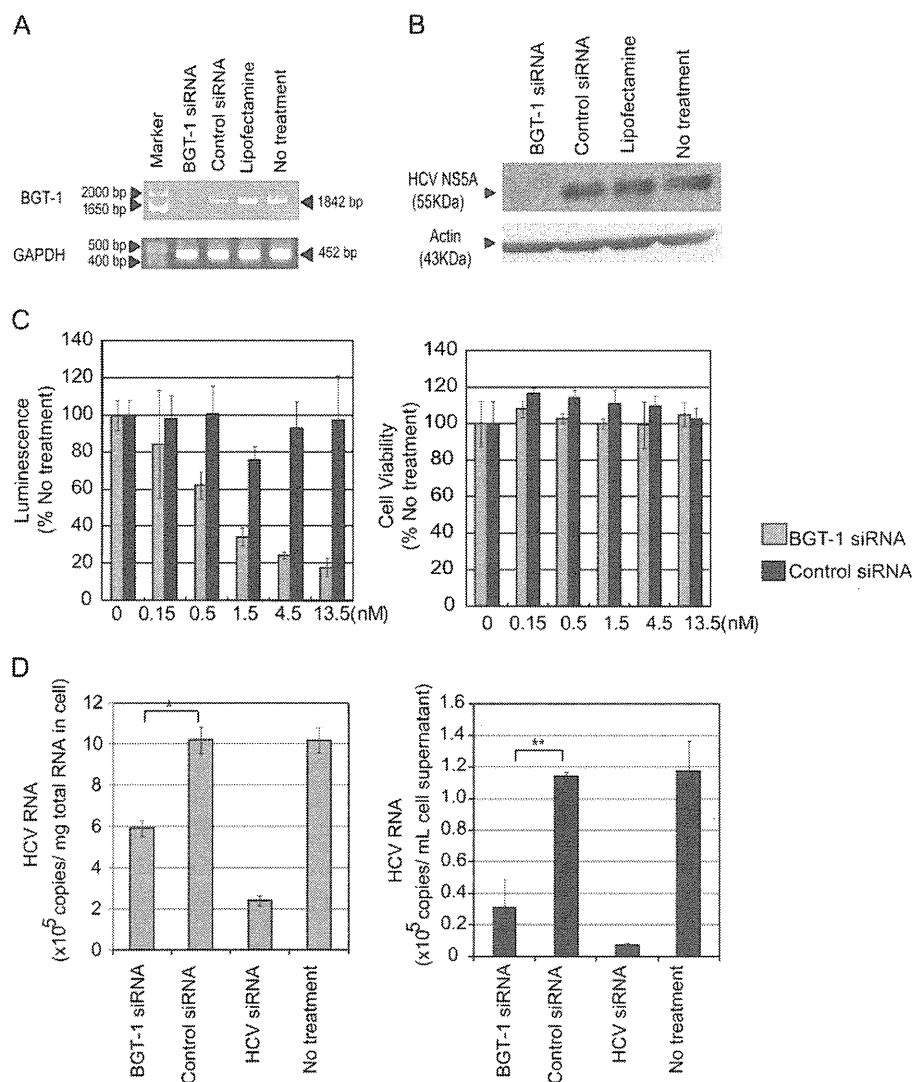 A
Marker
BGT-1 siRNA
Control siRNA
Lipofectamine
No treatment
BGT-1
2000 bp
1650 bp
1842 bp
GAPDH
500 bp
400 bp
452 bp
B
BGT-1 siRNA
Control siRNA
Lipofectamine
No treatment
HCV NS5A
(55KDa)
Actin
(43KDa)
C
Luminescence
(% No treatment)
140
120
100
80
60
40
20
0
0 0.15 0.5 1.5 4.5 13.5(nM)
Cell Viability
(% No treatment)
140
120
100
80
60
40
20
0
0 0.15 0.5 1.5 4.5 13.5(nM)
BGT-1 siRNA
Control siRNA
D
HCV RNA
(x10^5 copies/ mg total RNA in cell)
12
10
8
6
4
2
0
*
BGT-1 siRNA
Control siRNA
HCV siRNA
No treatment
HCV RNA
(x10^5 copies/ mL cell supernatant)
1.6
1.4
1.2
1.0
0.8
0.6
0.4
0.2
0
**
BGT-1 siRNA
Control siRNA
HCV siRNA
No treatment